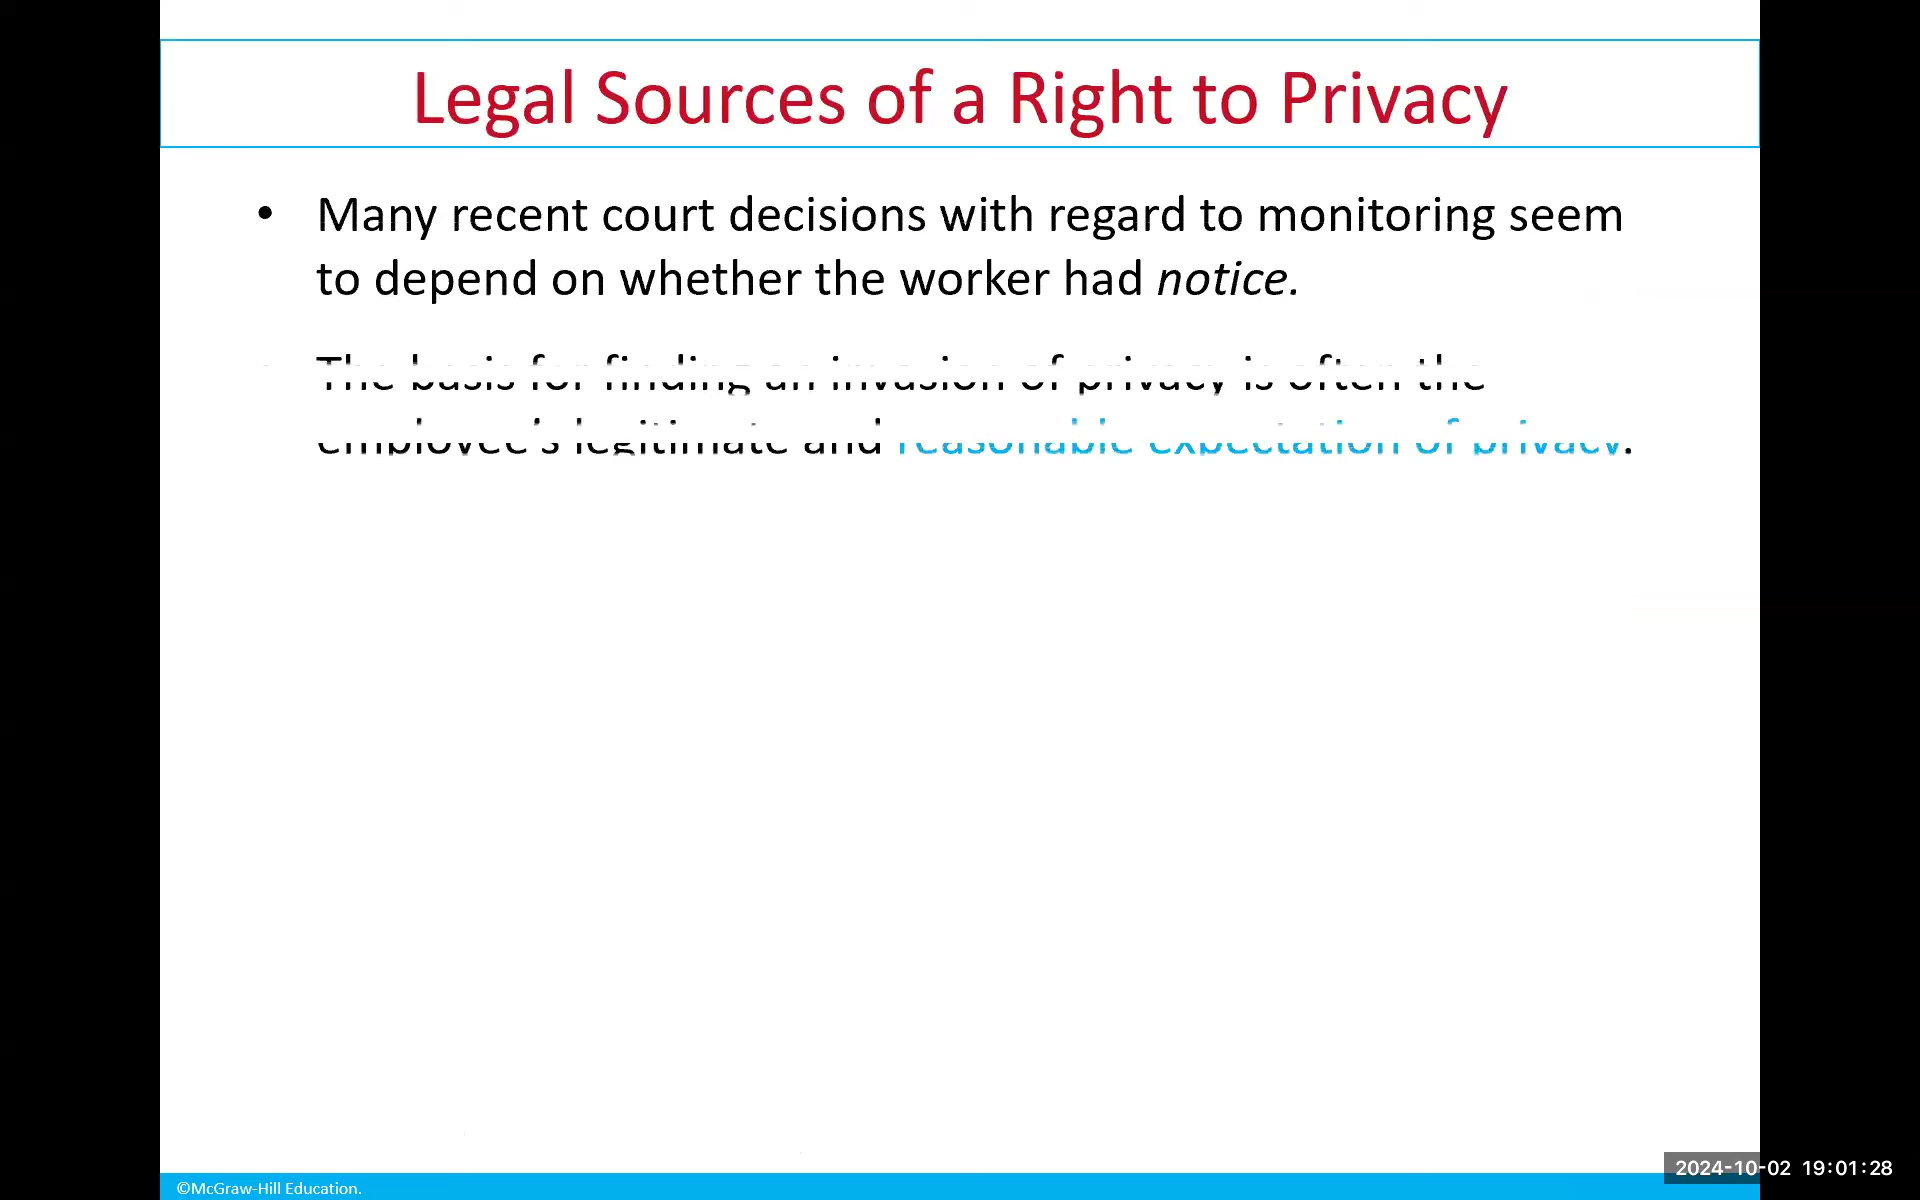 Legal Sources of a Right to Privacy
• Many recent court decisions with regard to monitoring seem
to depend on whether the worker had notice.
The basis for finding an invasion of privacy is often the
employee's legitimate and reasonable expectation of privacy.
©McGraw-Hill Education.
2024-10-02 19:01:28